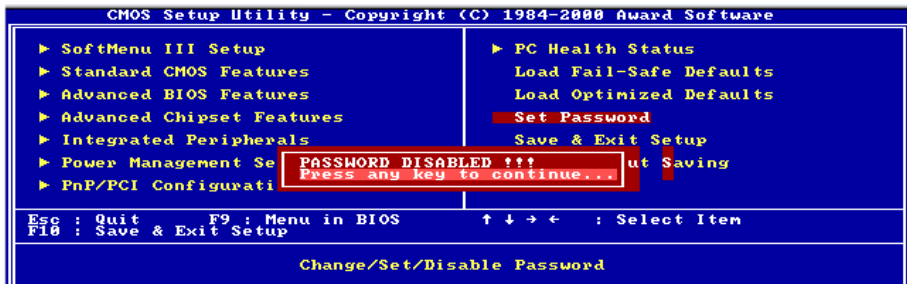 CMOS Setup Utility - Copyright (C) 1984-2000 Award Software
► SoftMenu III Setup
► Standard CMOS Features
► Advanced BIOS Features
► Advanced Chipset Features
► Integrated Peripherals
► Power Management Se
► PnP/PCI Configurati
► PC Health Status
Load Fail-Safe Defaults
Load Optimized Defaults
Set Password
Save & Exit Setup
ut Saving
PASSWORD DISABLED !!!
Press any key to continue...
Esc : Quit F9 : Menu in BIOS ↑ ↓ → ← : Select Item
F10 : Save & Exit Setup
Change/Set/Disable Password